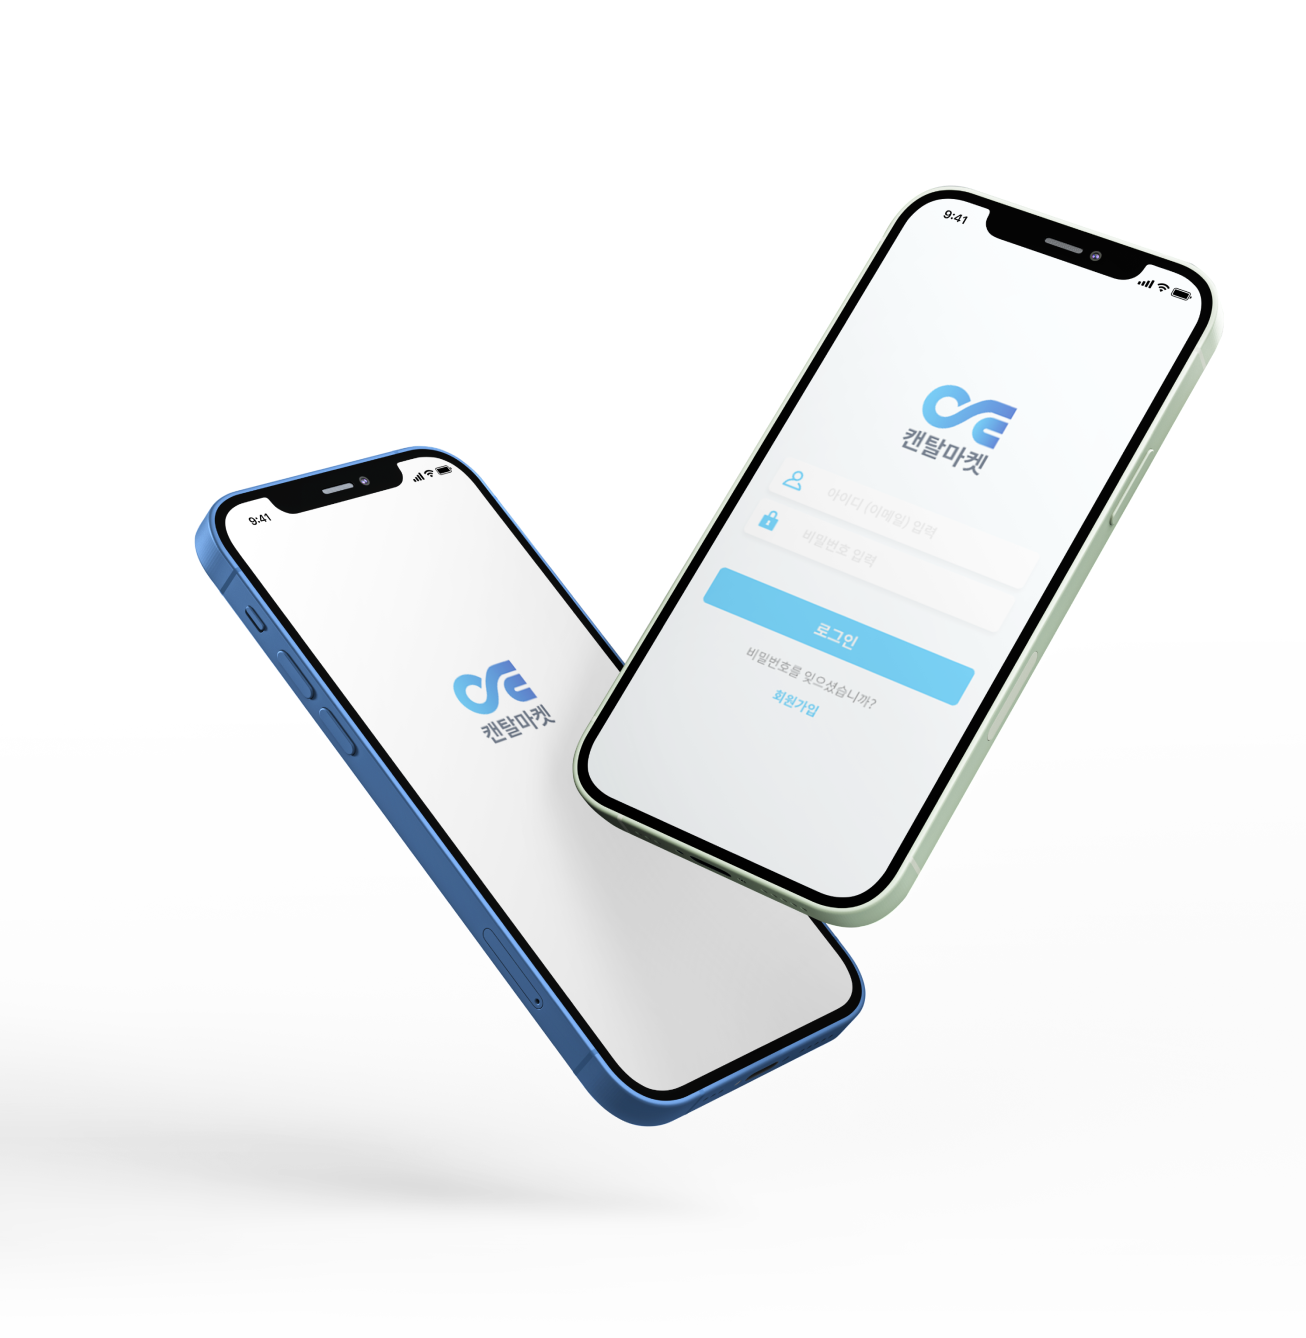 9:41
캔탈마켓
아이디 (이메일) 입력
비밀번호 입력
로그인
비밀번호를 잊으셨습니까?
회원가입
9:41
캔탈마켓